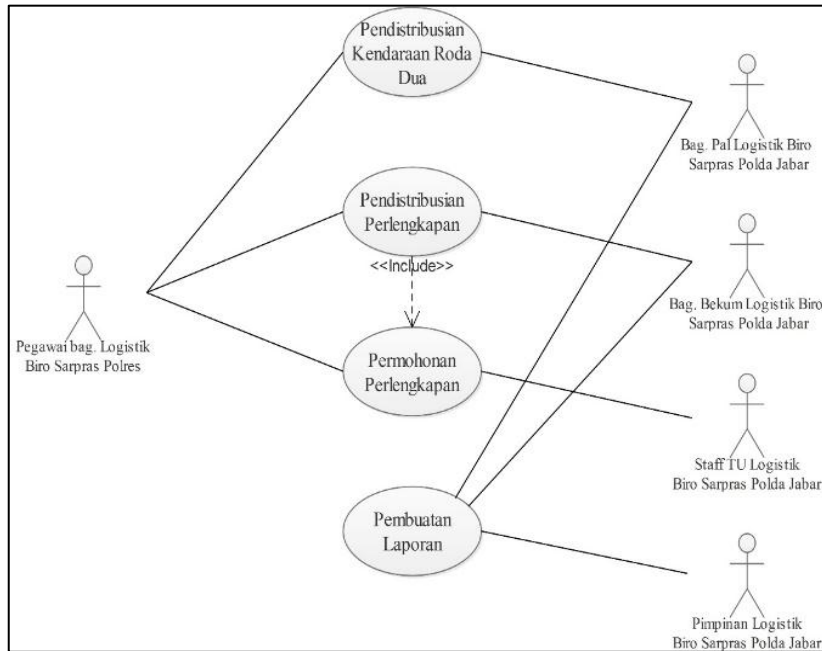 Pendistribusian
Kendaraan Roda
Dua
Bag. Pal Logistik Biro
Sarpras Polda Jabar
Pendistribusian
Perlengkapan
<<Include>>
Bag. Bekum Logistik Biro
Sarpras Polda Jabar
Pegawai bag. Logistik
Biro Sarpras Polres
Permohonan
Perlengkapan
Staff TU Logistik
Biro Sarpras Polda Jabar
Pembuatan
Laporan
Pimpinan Logistik
Biro Sarpras Polda Jabar